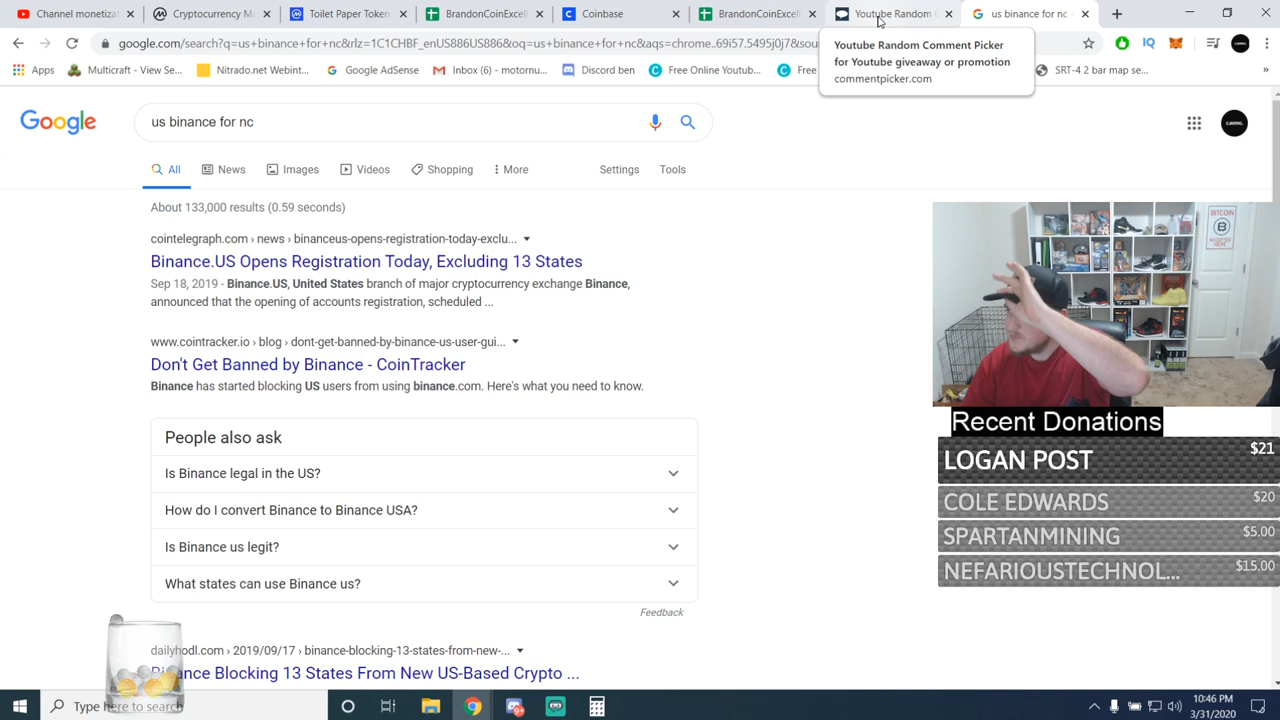 Channel monetiza
Cryptocurrency M
Toilet Paper Token
BrandonCoinExcell
Coinbase
BrandonCoinExcell
Youtube Random C
us binance for nc
google.com/search?q=us+binance+for+nc&rlz=1C1CHBF_enUS886US886&oq=us+binance+for+nc&aqs=chrome..69i57.5495j0j7&sou
Youtube Random Comment Picker
for Youtube giveaway or promotion
commentpicker.com
Apps
Multicraft - View Se...
Nitrado.net Webint...
Google AdSense
Inbox (6) - motornu...
Discord ben
Free Online Youtub...
Free
SRT-4 2 bar map se...
»
Google
us binance for nc
All
News
Images
Videos
Shopping
More
Settings
Tools
About 133,000 results (0.59 seconds)
cointelegraph.com › news › binanceus-opens-registration-today-exclu...
Binance.US Opens Registration Today, Excluding 13 States
Sep 18, 2019 - Binance.US, United States branch of major cryptocurrency exchange Binance,
announced that the opening of accounts registration, scheduled ...
www.cointracker.io › blog › dont-get-banned-by-binance-us-user-gui...
Don't Get Banned by Binance - CoinTracker
Binance has started blocking US users from using binance.com. Here's what you need to know.
People also ask
Is Binance legal in the US?
How do I convert Binance to Binance USA?
Is Binance us legit?
What states can use Binance us?
Feedback
dailyhodl.com › 2019/09/17 › binance-blocking-13-states-from-new-...
ance Blocking 13 States From New US-Based Crypto ...
BITCOIN
B
ACCEPTED
HERE
Recent Donations
LOGAN POST $21
COLE EDWARDS $20
SPARTANMINING $5.00
NEFARIOUSTECHNOL... $15.00
Type here to search
10:46 PM
3/31/2020